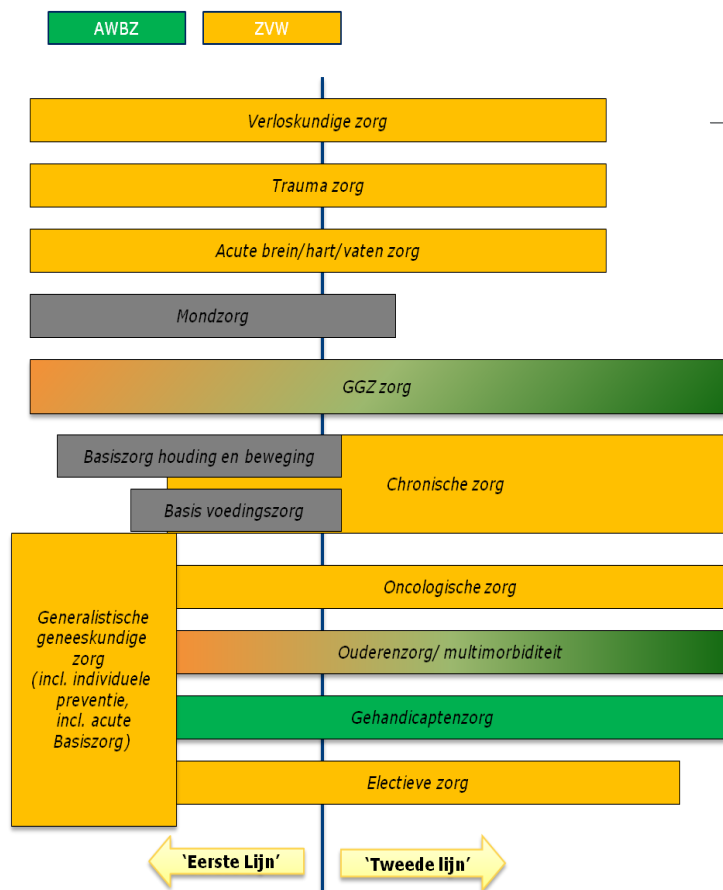 AWBZ
ZVW
Verloskundige zorg
Trauma zorg
Acute brein/hart/vaten zorg
Mondzorg
GGZ zorg
Basiszorg houding en beweging
Chronische zorg
Basis voedingszorg
Generalistische
geneeskundige
zorg
(incl. individuele
preventie,
incl. acute
Basiszorg)
Oncologische zorg
Ouderenzorg/ multimorbiditeit
Gehandicaptenzorg
Electieve zorg
‘Eerste Lijn’
‘Tweede lijn’